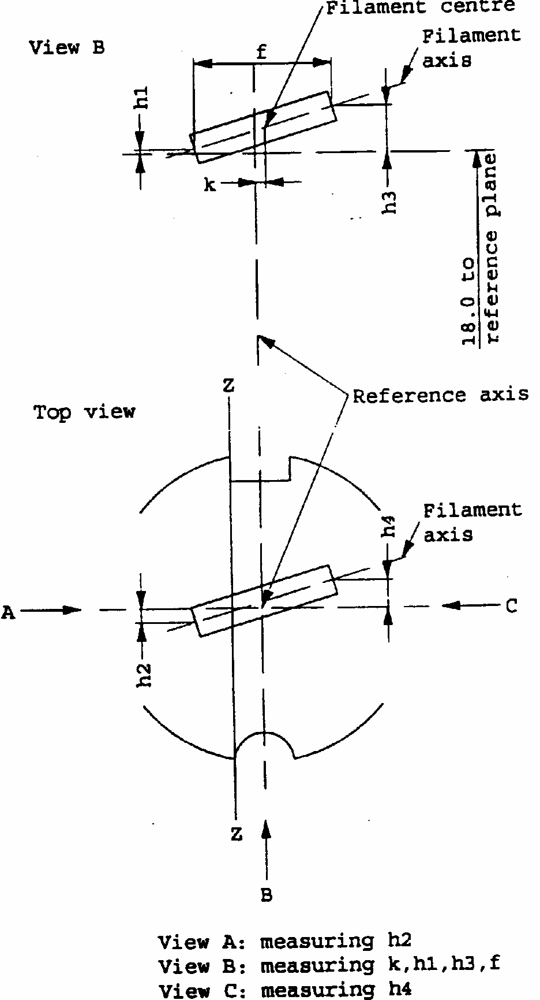 Filament centre
View B
Filament
axis
f
h1
k
h3
18.0 to
reference plane
Z
Reference axis
Top view
Filament
axis
h4
A
C
h2
Z
B
View A: measuring h2
View B: measuring k,h1,h3,f
View C: measuring h4